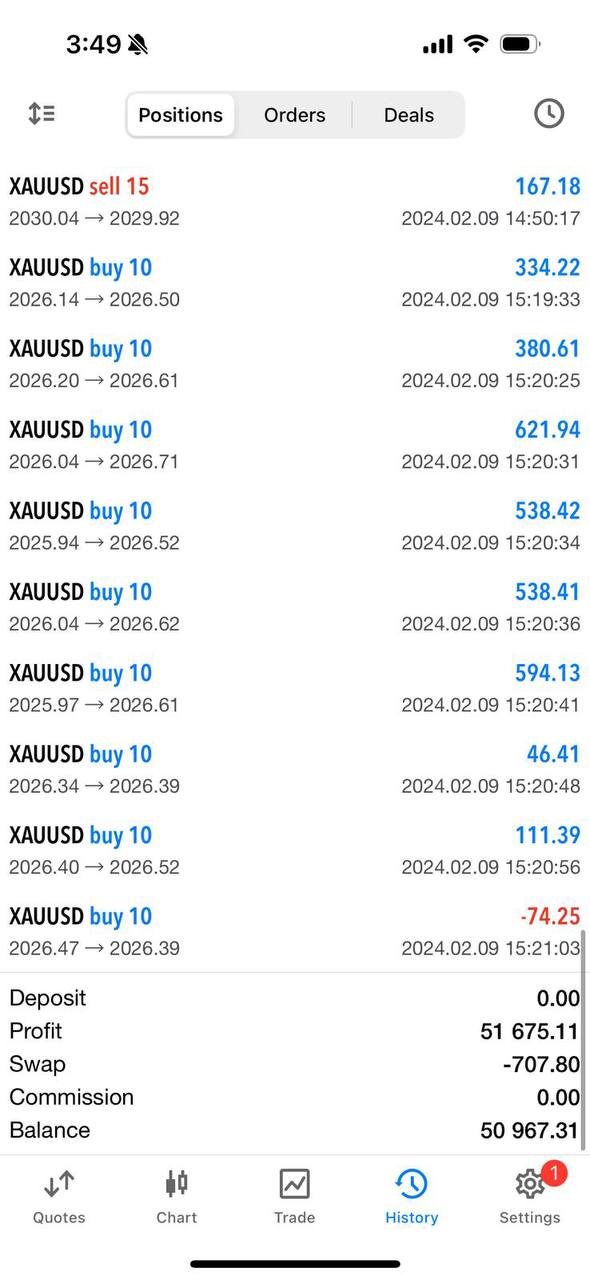 3:49
Positions Orders Deals
XAUUSD sell 15 167.18
2030.04 → 2029.92 2024.02.09 14:50:17
XAUUSD buy 10 334.22
2026.14 → 2026.50 2024.02.09 15:19:33
XAUUSD buy 10 380.61
2026.20 → 2026.61 2024.02.09 15:20:25
XAUUSD buy 10 621.94
2026.04 → 2026.71 2024.02.09 15:20:31
XAUUSD buy 10 538.42
2025.94 → 2026.52 2024.02.09 15:20:34
XAUUSD buy 10 538.41
2026.04 → 2026.62 2024.02.09 15:20:36
XAUUSD buy 10 594.13
2025.97 → 2026.61 2024.02.09 15:20:41
XAUUSD buy 10 46.41
2026.34 → 2026.39 2024.02.09 15:20:48
XAUUSD buy 10 111.39
2026.40 → 2026.52 2024.02.09 15:20:56
XAUUSD buy 10 -74.25
2026.47 → 2026.39 2024.02.09 15:21:03
Deposit 0.00
Profit 51 675.11
Swap -707.80
Commission 0.00
Balance 50 967.31
1
Quotes Chart Trade History Settings